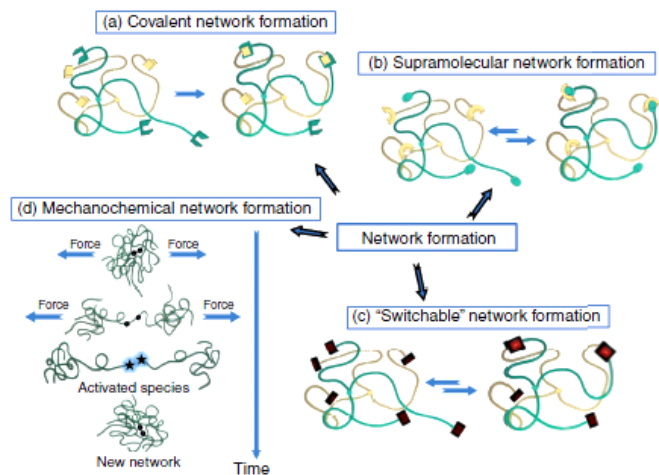 (a) Covalent network formation
(b) Supramolecular network formation
(d) Mechanochemical network formation
Force
Force
Network formation
Force
Force
(c) “Switchable” network formation
Activated species
New network
Time